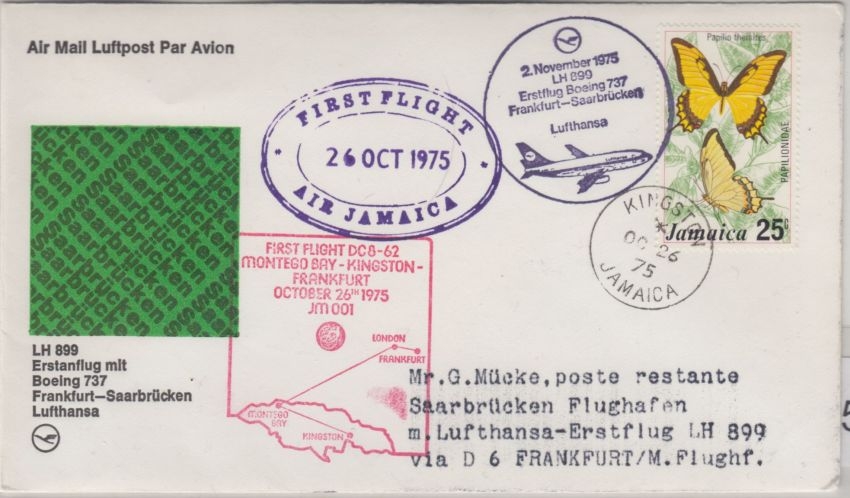 Air Mail Luftpost Par Avion
FIRST FLIGHT
* 26 OCT 1975 *
AIR JAMAICA
2. November 1975
LH 899
Erstflug Boeing 737
Frankfurt—Saarbrücken
Lufthansa
Lufthansa
Papilio thersites
PAPILIONIDAE
Jamaica 25c
KINGSTON
*
OC 26
75
JAMAICA
FIRST FLIGHT DC8-62
MONTEGO BAY - KINGSTON -
FRANKFURT
OCTOBER 26TH 1975
JM 001
LONDON
FRANKFURT
MONTEGO
BAY
KINGSTON
LH 899
Erstanflug mit
Boeing 737
Frankfurt—Saarbrücken
Lufthansa
Mr.G.Mücke,poste restante
Saarbrücken Flughafen
m.Lufthansa-Erstflug LH 899
via D 6 FRANKFURT/M.Flughf.